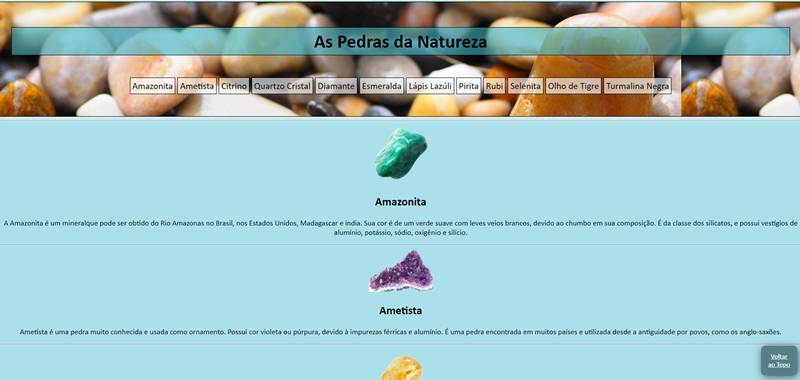 As Pedras da Natureza
Amazonita Ametista Citrino Quartzo Cristal Diamante Esmeralda Lápis Lazúli Pirita Rubi Selenita Olho de Tigre Turmalina Negra
Amazonita
A Amazonita é um mineralque pode ser obtido do Rio Amazonas no Brasil, nos Estados Unidos, Madagascar e índia. Sua cor é de um verde suave com leves veios brancos, devido ao chumbo em sua composição. É da classe dos silicatos, e possui vestígios de
alumínio, potássio, sódio, oxigênio e silício.
Ametista
Ametista é uma pedra muito conhecida e usada como ornamento. Possui cor violeta ou púrpura, devido à impurezas férricas e alumínio. É uma pedra encontrada em muitos países e utilizada desde a antiguidade por povos, como os anglo-saxões.
Voltar
ao Topo